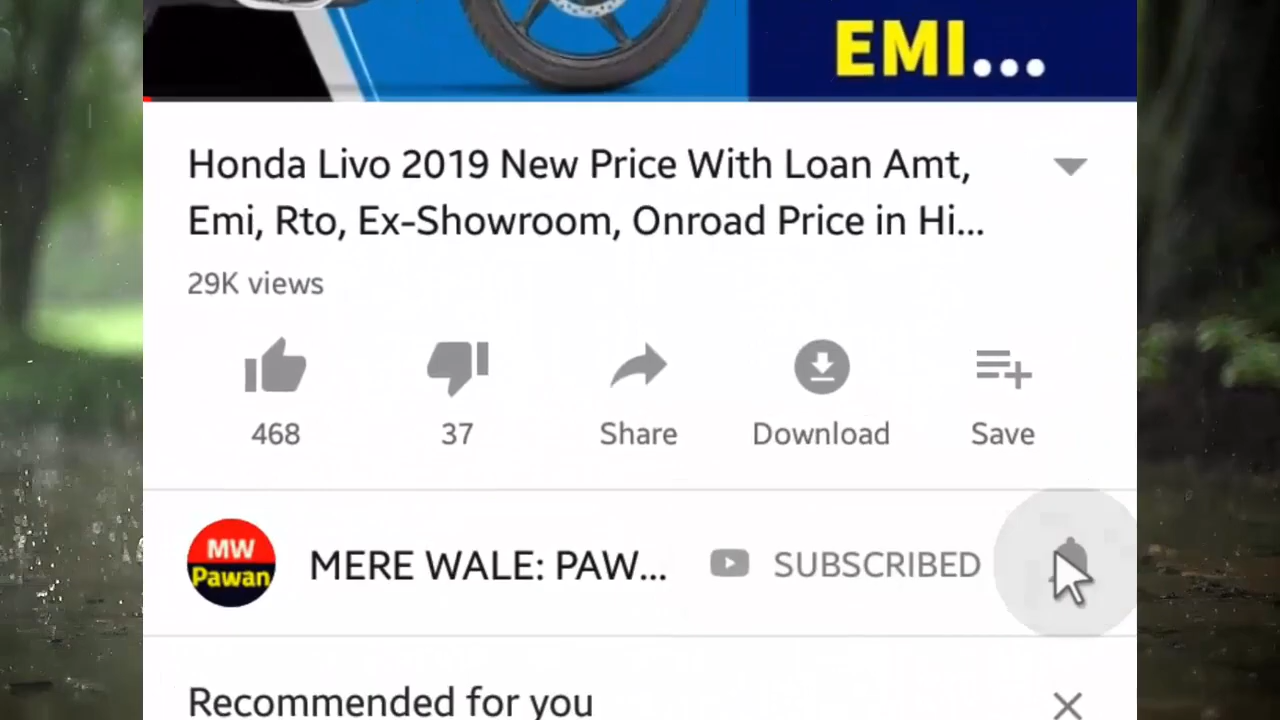 EMI...
Honda Livo 2019 New Price With Loan Amt,
Emi, Rto, Ex-Showroom, Onroad Price in Hi...
29K views
468
37
Share
Download
Save
MW
Pawan
MERE WALE: PAW...
SUBSCRIBED
Recommended for you